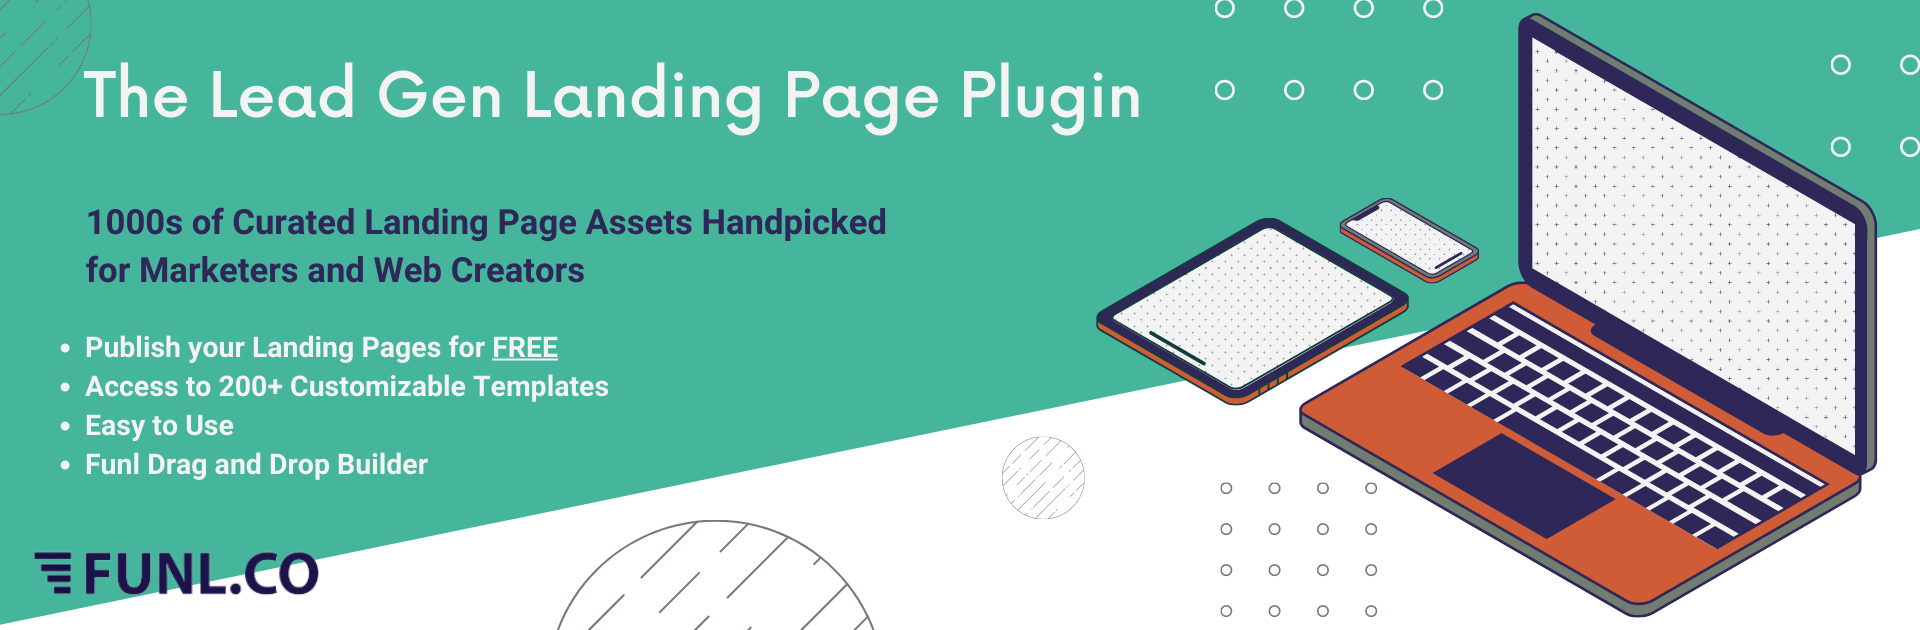 The Lead Gen Landing Page Plugin
1000s of Curated Landing Page Assets Handpicked
for Marketers and Web Creators
• Publish your Landing Pages for FREE
• Access to 200+ Customizable Templates
• Easy to Use
• Funl Drag and Drop Builder
FUNL.CO